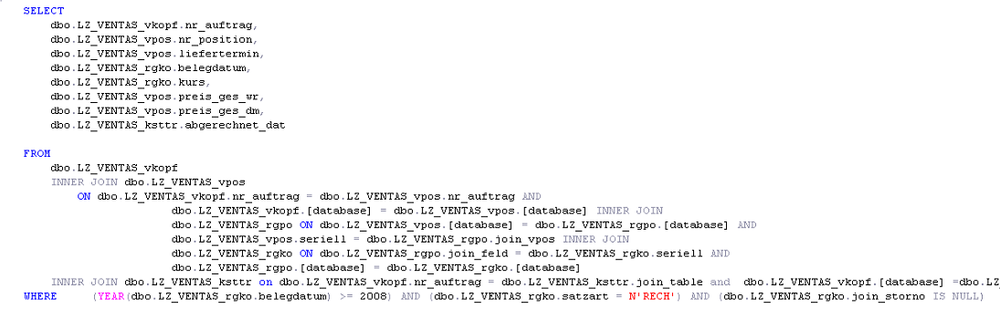 SELECT
dbo.LZ_VENTAS_vkopf.nr_auftrag,
dbo.LZ_VENTAS_vpos.nr_position,
dbo.LZ_VENTAS_vpos.liefertermin,
dbo.LZ_VENTAS_rgko.belegdatum,
dbo.LZ_VENTAS_rgko.kurs,
dbo.LZ_VENTAS_vpos.preis_ges_wr,
dbo.LZ_VENTAS_vpos.preis_ges_dm,
dbo.LZ_VENTAS_ksttr.abgerechnet_dat
FROM
dbo.LZ_VENTAS_vkopf
INNER JOIN dbo.LZ_VENTAS_vpos
ON dbo.LZ_VENTAS_vkopf.nr_auftrag = dbo.LZ_VENTAS_vpos.nr_auftrag AND
dbo.LZ_VENTAS_vkopf.[database] = dbo.LZ_VENTAS_vpos.[database] INNER JOIN
dbo.LZ_VENTAS_rgpo ON dbo.LZ_VENTAS_vpos.[database] = dbo.LZ_VENTAS_rgpo.[database] AND
dbo.LZ_VENTAS_vpos.seriell = dbo.LZ_VENTAS_rgpo.join_vpos INNER JOIN
dbo.LZ_VENTAS_rgko ON dbo.LZ_VENTAS_rgpo.join_feld = dbo.LZ_VENTAS_rgko.seriell AND
dbo.LZ_VENTAS_rgpo.[database] = dbo.LZ_VENTAS_rgko.[database]
INNER JOIN dbo.LZ_VENTAS_ksttr on dbo.LZ_VENTAS_vkopf.nr_auftrag = dbo.LZ_VENTAS_ksttr.join_table and dbo.LZ_VENTAS_vkopf.[database] =dbo.LZ_
WHERE (YEAR(dbo.LZ_VENTAS_rgko.belegdatum) >= 2008) AND (dbo.LZ_VENTAS_rgko.satzart = N'RECH') AND (dbo.LZ_VENTAS_rgko.join_storno IS NULL)